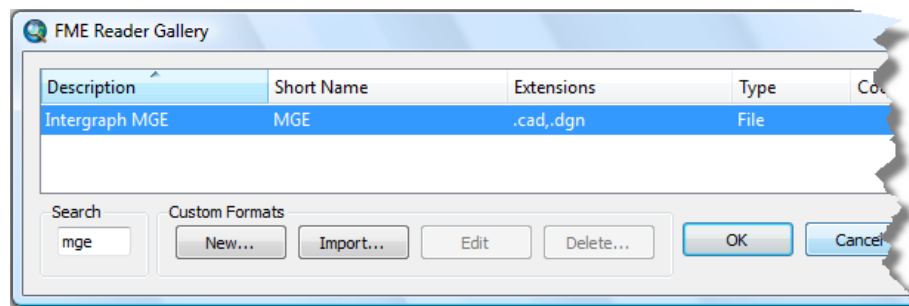 FME Reader Gallery
Description Short Name Extensions Type
Intergraph MGE MGE .cad,.dgn File
Search Custom Formats
mge New... Import... Edit Delete... OK Cancel